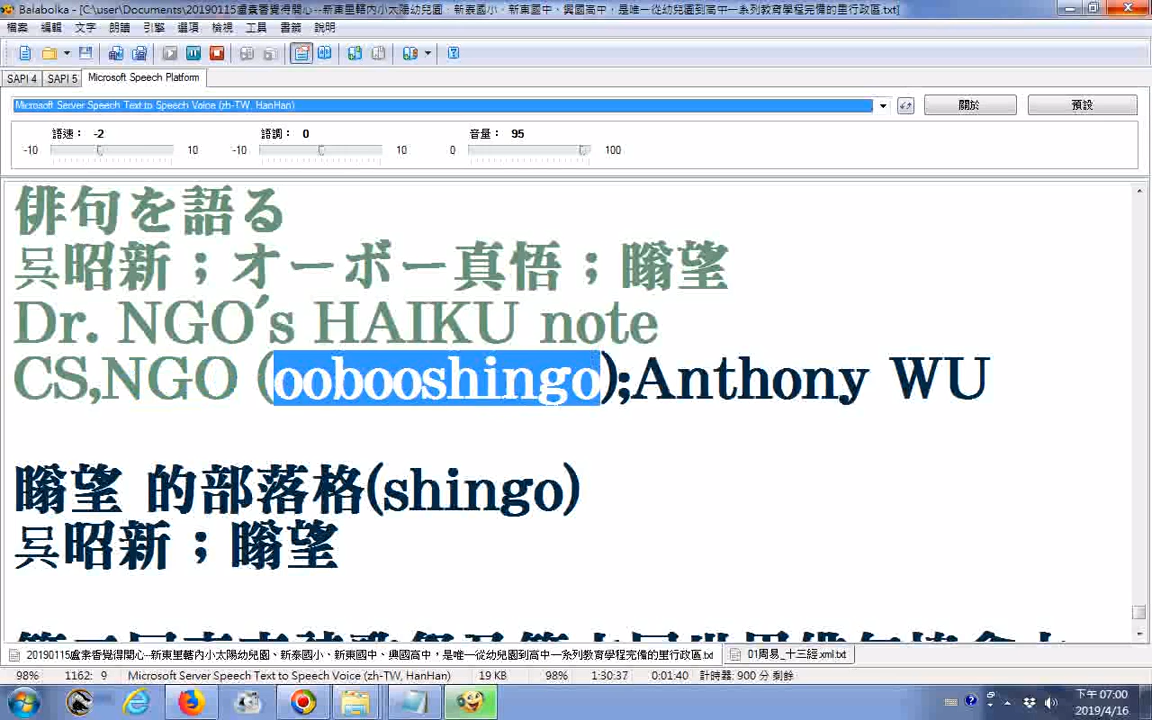 Balabolka - [C:\user\Documents\20190115盧素香覺得開心--新東里轄內小太陽幼兒園、新泰國小、新東國中、興國高中，是唯一從幼兒園到高中一系列教育學程完備的里行政區.txt]
檔案 編輯 文字 朗讀 引擎 選項 檢視 工具 書籤 說明
SAPI 4 SAPI 5 Microsoft Speech Platform
Microsoft Server Speech Text to Speech Voice (zh-TW, HanHan) 關於 預設
語速： -2 語調： 0 音量： 95
-10 10 -10 10 0 100
俳句を語る
吳昭新；オーボー真悟；瞈望
Dr. NGO´s HAIKU note
CS,NGO (oobooshingo);Anthony WU
瞈望 的部落格(shingo)
吳昭新；瞈望
20190115盧素香覺得開心--新東里轄內小太陽幼兒園、新泰國小、新東國中、興國高中，是唯一從幼兒園到高中一系列教育學程完備的里行政區.txt 01周易_十三經.xml.txt
98% 1162: 9 Microsoft Server Speech Text to Speech Voice (zh-TW, HanHan) 19 KB 98% 1:30:37 0:01:40 計時器: 900 分 剩餘
下午 07:00
2019/4/16